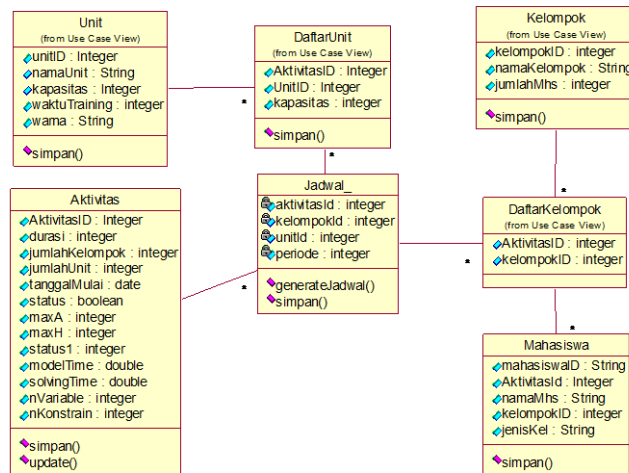 Unit
(from Use Case View)
unitID : Integer
namaUnit : String
kapasitas : Integer
waktuTraining : integer
warna : String
simpan()
*
DaftarUnit
(from Use Case View)
AktivitasID : Integer
UnitID : Integer
kapasitas : integer
simpan()
*
Kelompok
(from Use Case View)
kelompokID : integer
namaKelompok : String
jumlahMhs : integer
simpan()
*
Aktivitas
AktivitasID : Integer
durasi : integer
jumlahKelompok : integer
jumlahUnit : integer
tanggalMulai : date
status : boolean
maxA : integer
maxH : integer
status1 : integer
modelTime : double
solvingTime : double
nVariable : integer
nKonstrain : integer
simpan()
update()
*
Jadwal_
aktivitasId : integer
kelompokId : integer
unitId : integer
periode : integer
generateJadwal()
simpan()
*
DaftarKelompok
(from Use Case View)
AktivitasID : Integer
kelompokID : integer
*
Mahasiswa
mahasiswaID : String
AktivitasId : Integer
namaMhs : String
kelompokID : integer
jenisKel : String
simpan()